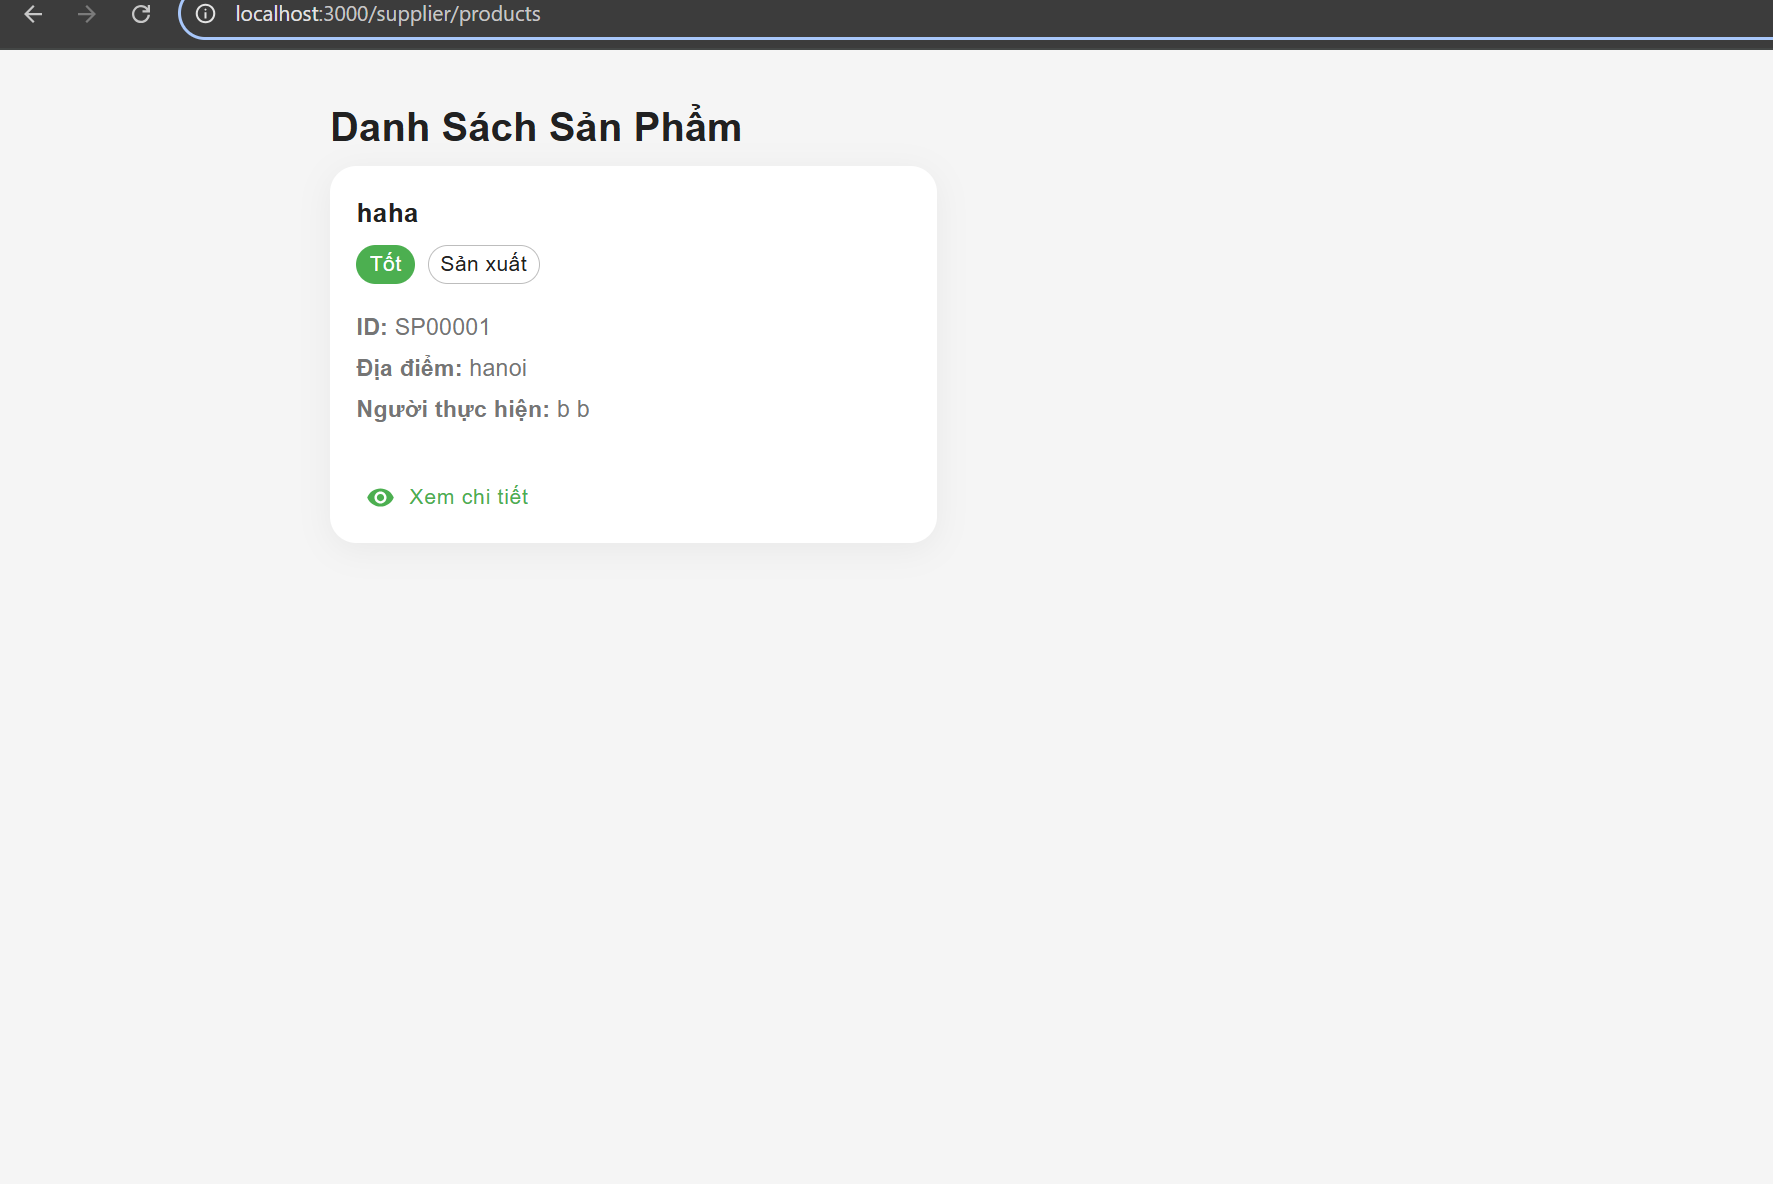 localhost:3000/supplier/products
Danh Sách Sản Phẩm
haha
Tốt Sản xuất
ID: SP00001
Địa điểm: hanoi
Người thực hiện: b b
Xem chi tiết